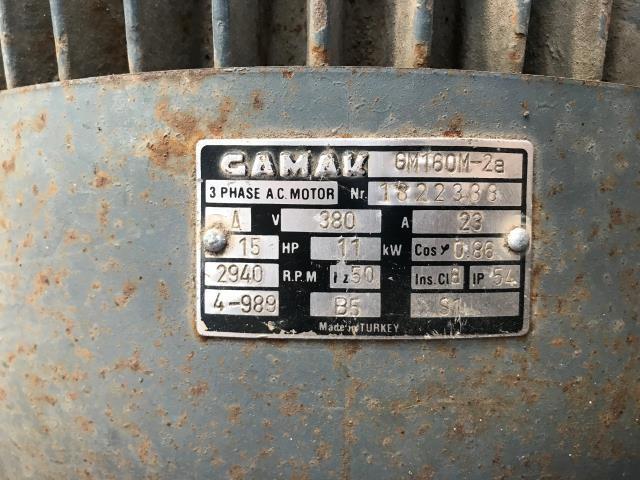 GAMAK GM160M-2a
3 PHASE A.C. MOTOR Nr. 1822388
Δ V 380 A 23
15 HP 11 kW Cos φ 0.86
2940 R.P.M Hz 50 Ins.Cl B IP 54
4-989 B5 S1
Made in TURKEY